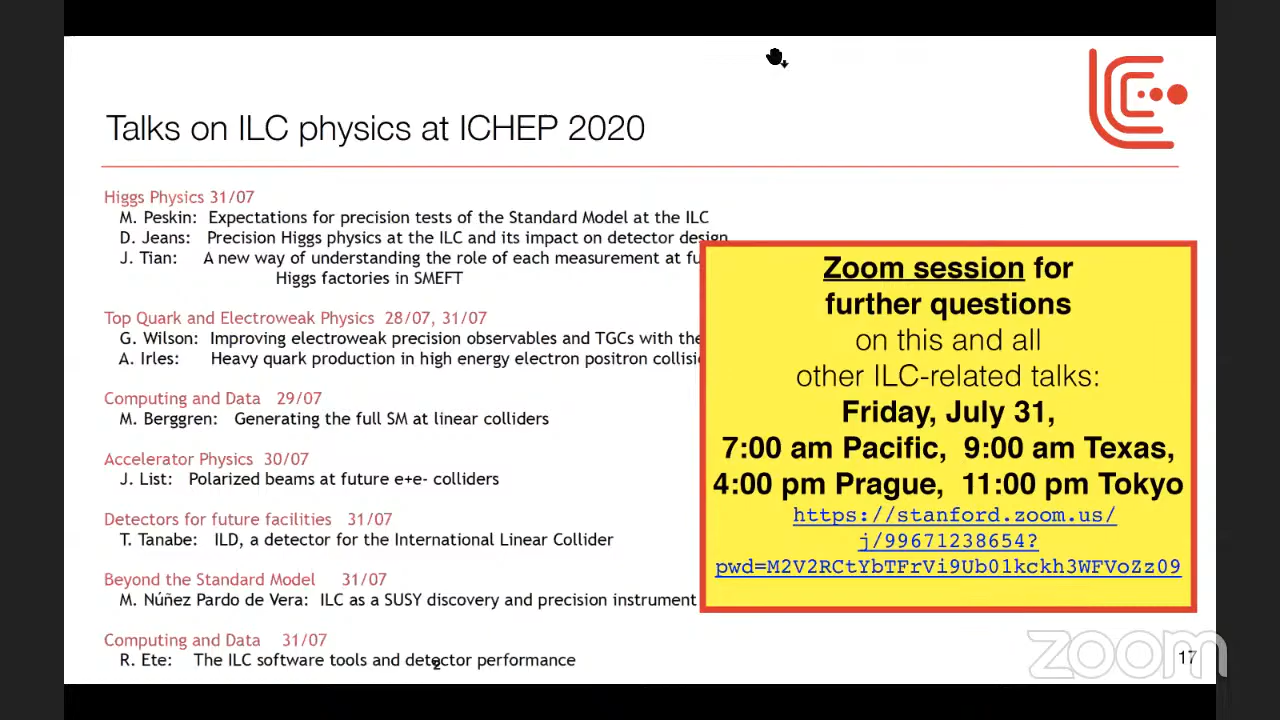 Talks on ILC physics at ICHEP 2020
Higgs Physics 31/07
M. Peskin: Expectations for precision tests of the Standard Model at the ILC
D. Jeans: Precision Higgs physics at the ILC and its impact on detector design
J. Tian: A new way of understanding the role of each measurement at fu
Higgs factories in SMEFT
Top Quark and Electroweak Physics 28/07, 31/07
G. Wilson: Improving electroweak precision observables and TGCs with the
A. Irles: Heavy quark production in high energy electron positron collisi
Computing and Data 29/07
M. Berggren: Generating the full SM at linear colliders
Accelerator Physics 30/07
J. List: Polarized beams at future e+e- colliders
Detectors for future facilities 31/07
T. Tanabe: ILD, a detector for the International Linear Collider
Beyond the Standard Model 31/07
M. Núñez Pardo de Vera: ILC as a SUSY discovery and precision instrument
Computing and Data 31/07
R. Ete: The ILC software tools and detector performance
2
Zoom session for
further questions
on this and all
other ILC-related talks:
Friday, July 31,
7:00 am Pacific, 9:00 am Texas,
4:00 pm Prague, 11:00 pm Tokyo
https://stanford.zoom.us/
j/99671238654?
pwd=M2V2RCtYbTFrVi9Ub01kckh3WFVoZz09
zoom
17